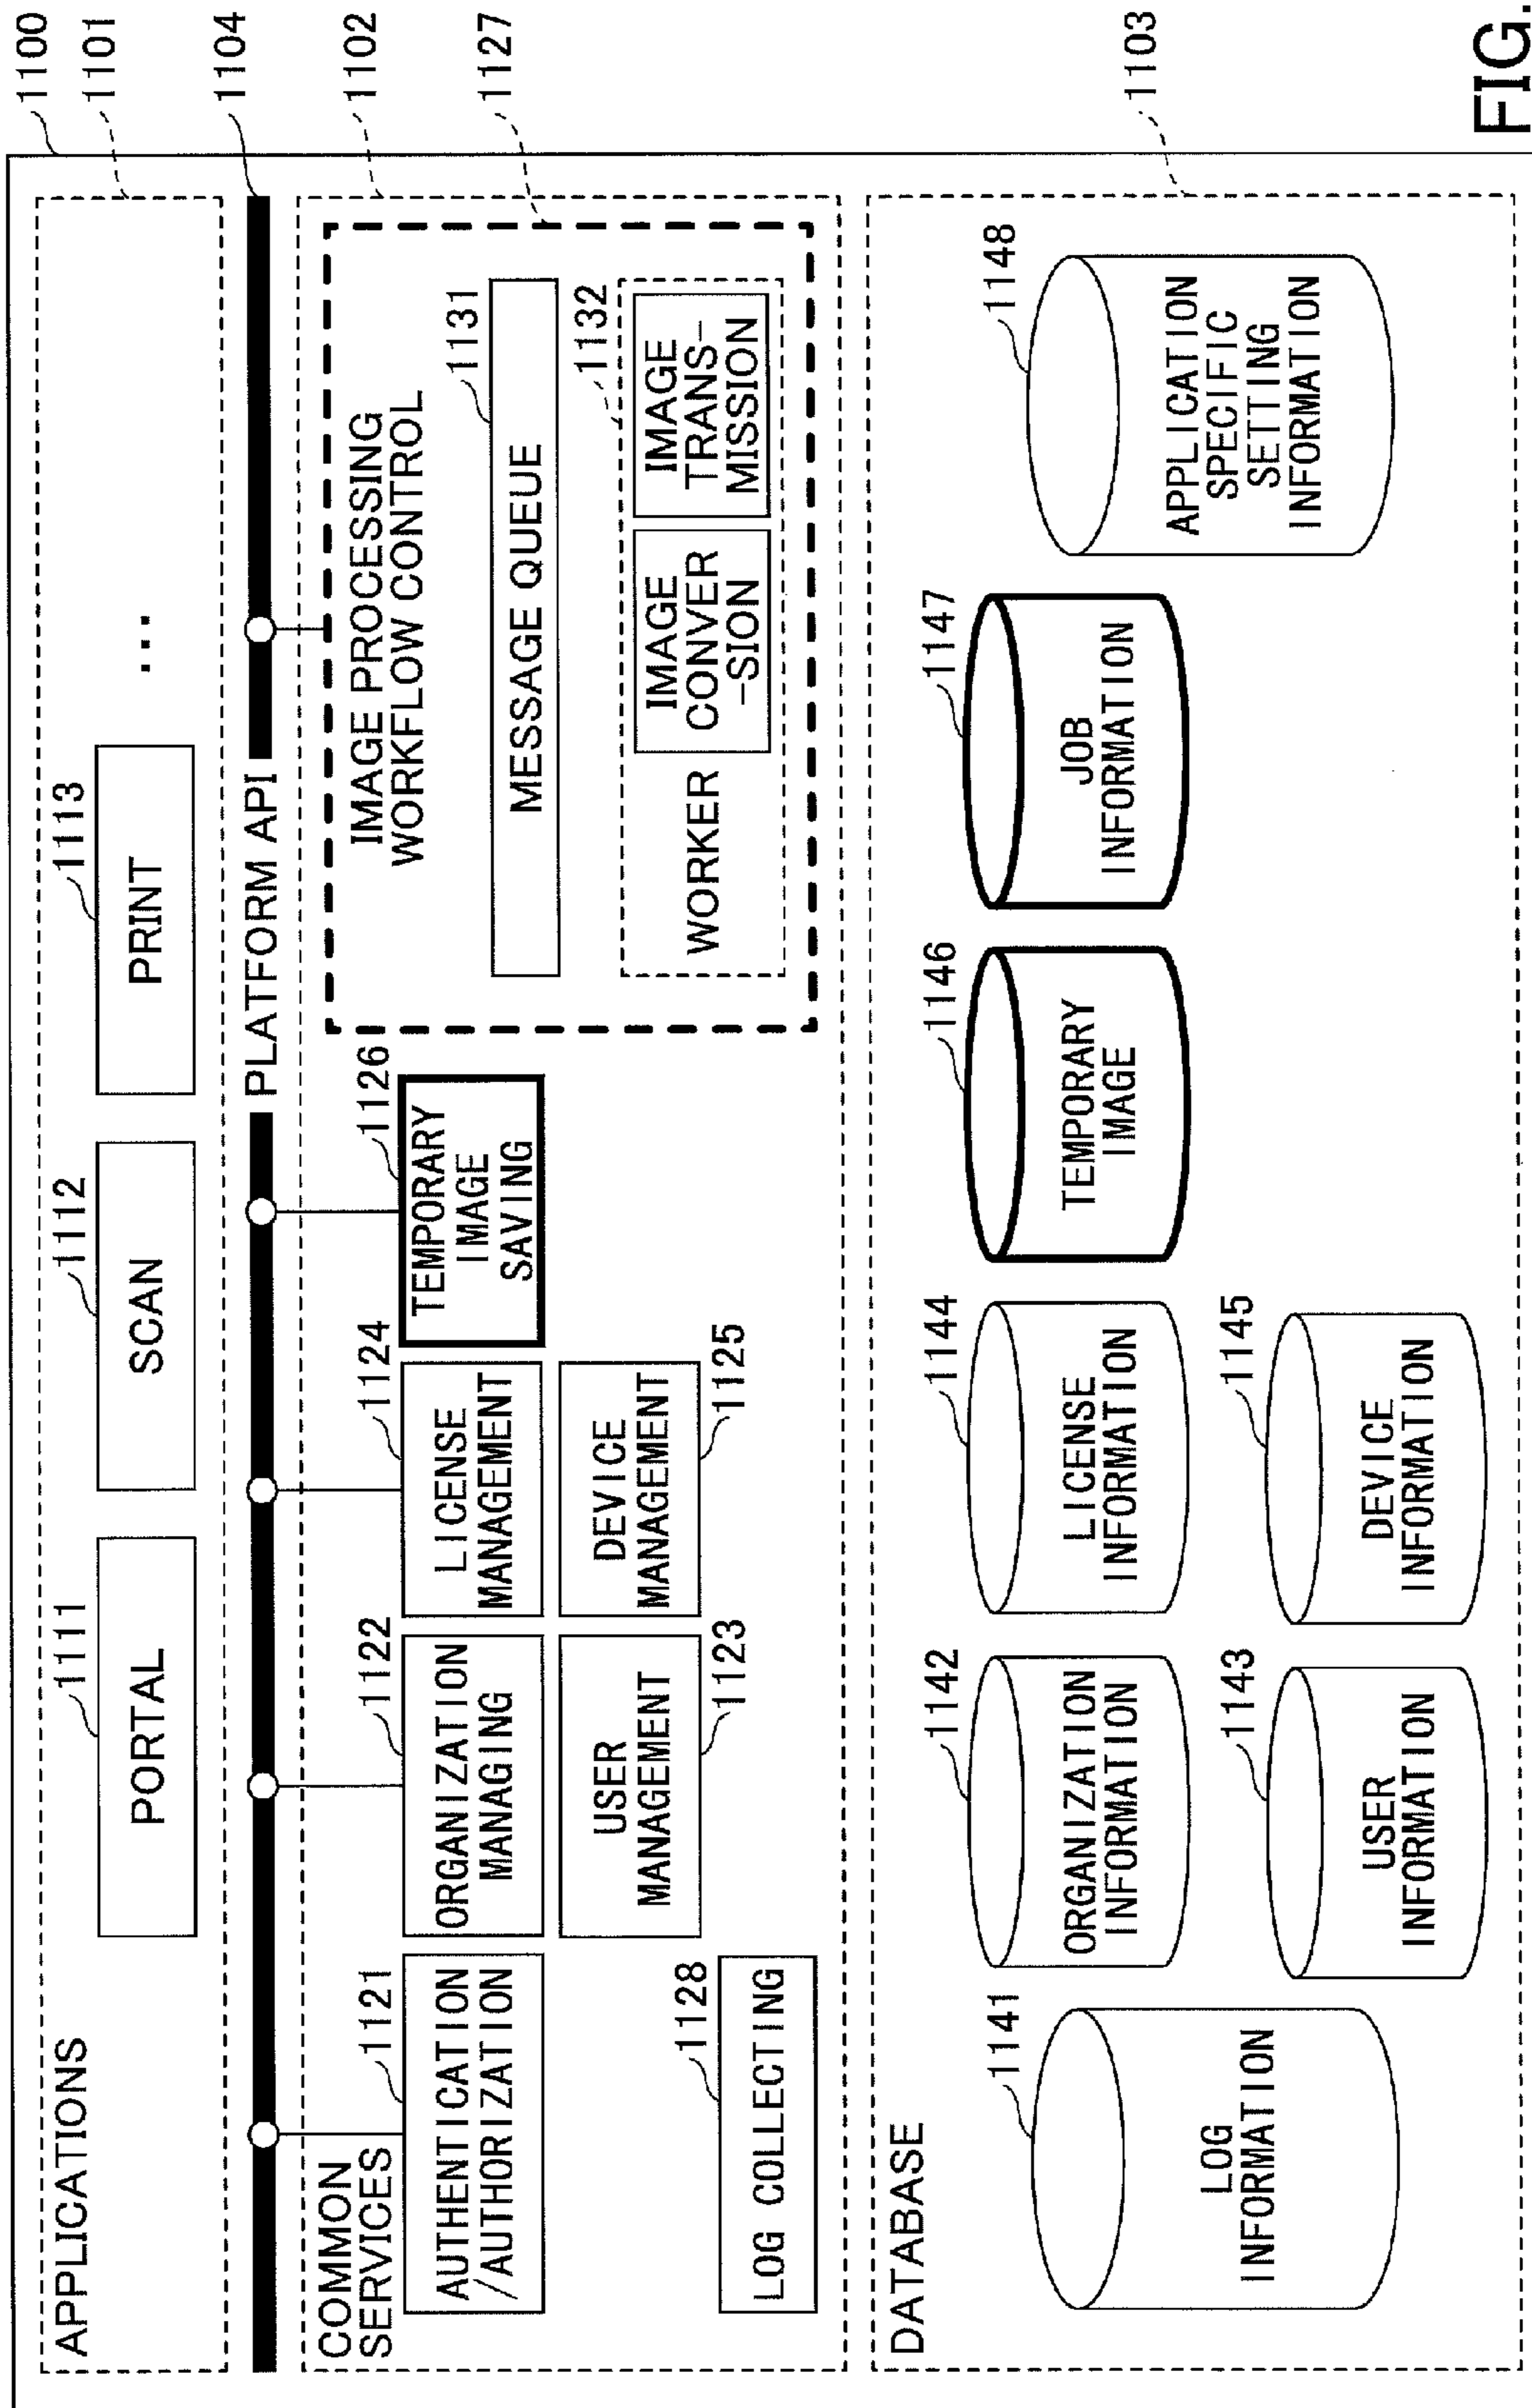 1100
APPLICATIONS
1101
1111
PORTAL
1112
SCAN
1113
PRINT
...
PLATFORM API
1104
COMMON
SERVICES
1102
1121
AUTHENTICATION
/AUTHORIZATION
1122
ORGANIZATION
MANAGING
1124
LICENSE
MANAGEMENT
1126
TEMPORARY
IMAGE
SAVING
USER
MANAGEMENT
1123
DEVICE
MANAGEMENT
1125
1128
LOG COLLECTING
IMAGE PROCESSING
WORKFLOW CONTROL
1127
1131
MESSAGE QUEUE
1132
WORKER
IMAGE
CONVER
-SION
IMAGE
TRANS-
MISSION
DATABASE
1103
1141
LOG
INFORMATION
1142
ORGANIZATION
INFORMATION
1143
USER
INFORMATION
1144
LICENSE
INFORMATION
1145
DEVICE
INFORMATION
1146
TEMPORARY
IMAGE
1147
JOB
INFORMATION
1148
APPLICATION
SPECIFIC
SETTING
INFORMATION
FIG.